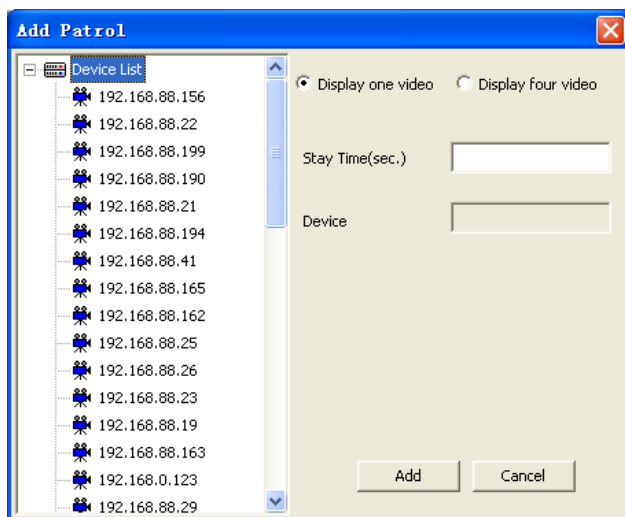 Add Patrol
Device List
192.168.88.156
192.168.88.22
192.168.88.199
192.168.88.190
192.168.88.21
192.168.88.194
192.168.88.41
192.168.88.165
192.168.88.162
192.168.88.25
192.168.88.26
192.168.88.23
192.168.88.19
192.168.88.163
192.168.0.123
192.168.88.29
Display one video Display four video
Stay Time(sec.)
Device
Add Cancel